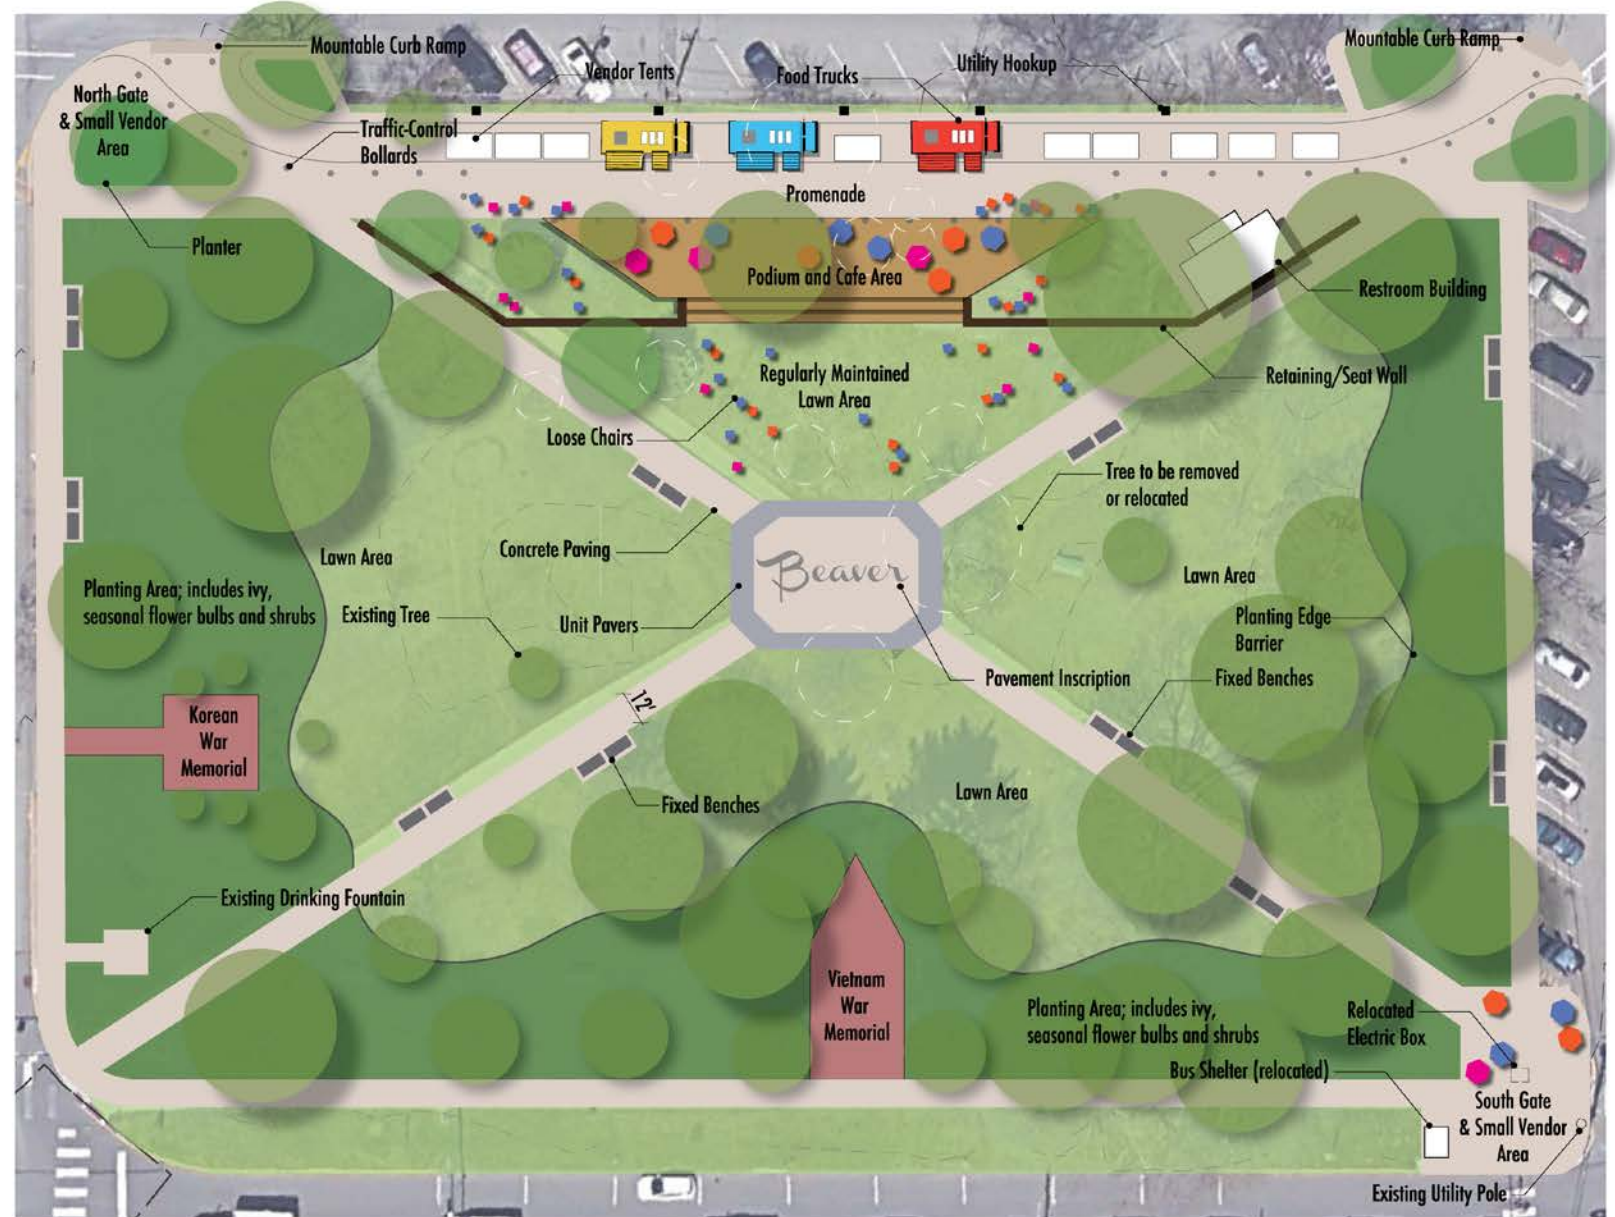 Mountable Curb Ramp
Mountable Curb Ramp
Vendor Tents
Food Trucks
Utility Hookup
North Gate
& Small Vendor
Area
Traffic-Control
Bollards
Promenade
Planter
Podium and Cafe Area
Restroom Building
Regularly Maintained
Lawn Area
Retaining/Seat Wall
Loose Chairs
Tree to be removed
or relocated
Concrete Paving
Lawn Area
Beaver
Lawn Area
Planting Area; includes ivy,
seasonal flower bulbs and shrubs
Existing Tree
Unit Pavers
Planting Edge
Barrier
Pavement Inscription
Fixed Benches
12'
Korean
War
Memorial
Fixed Benches
Lawn Area
Existing Drinking Fountain
Vietnam
War
Memorial
Planting Area; includes ivy,
seasonal flower bulbs and shrubs
Relocated
Electric Box
Bus Shelter (relocated)
South Gate
& Small Vendor
Area
Existing Utility Pole